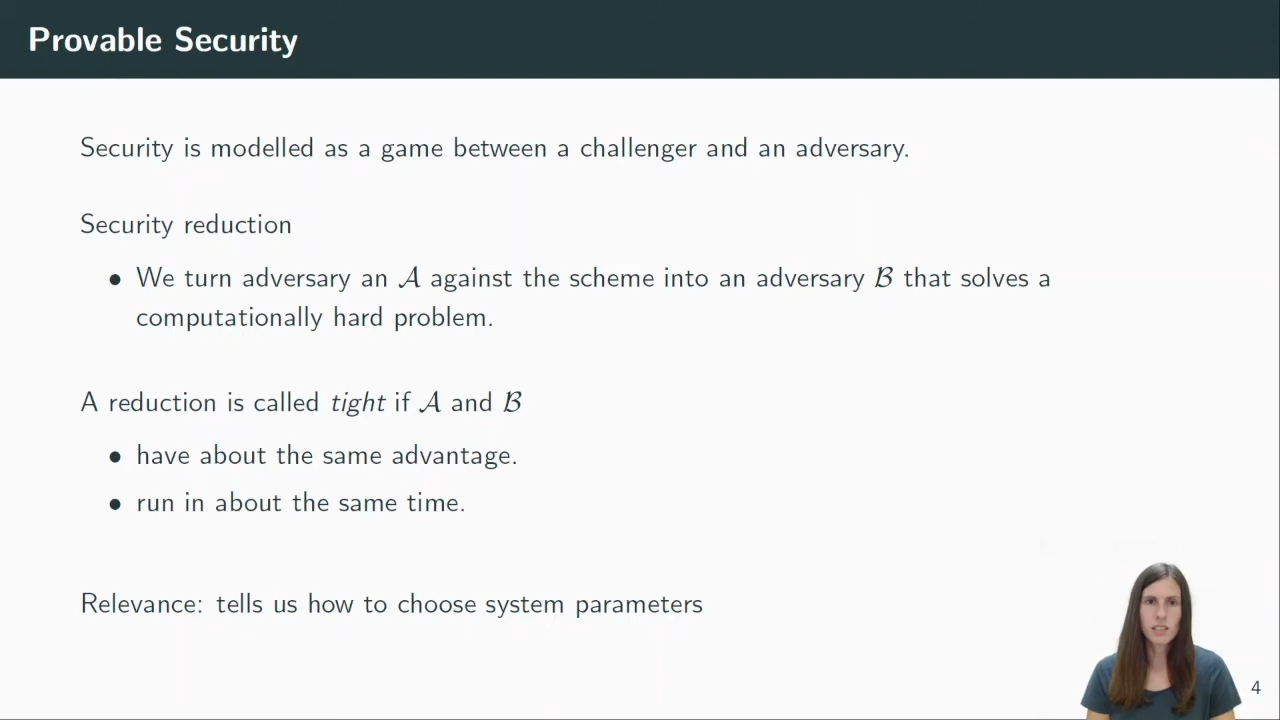 Provable Security
Security is modelled as a game between a challenger and an adversary.
Security reduction
• We turn adversary an 𝒜 against the scheme into an adversary ℬ that solves a
computationally hard problem.
A reduction is called tight if 𝒜 and ℬ
• have about the same advantage.
• run in about the same time.
Relevance: tells us how to choose system parameters
4